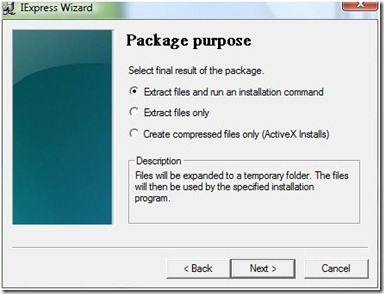 IExpress Wizard
Package purpose
Select final result of the package.
Extract files and run an installation command
Extract files only
Create compressed files only (ActiveX Installs)
Description
Files will be expanded to a temporary folder. The files
will then be used by the specified installation
program.
< Back
Next >
Cancel